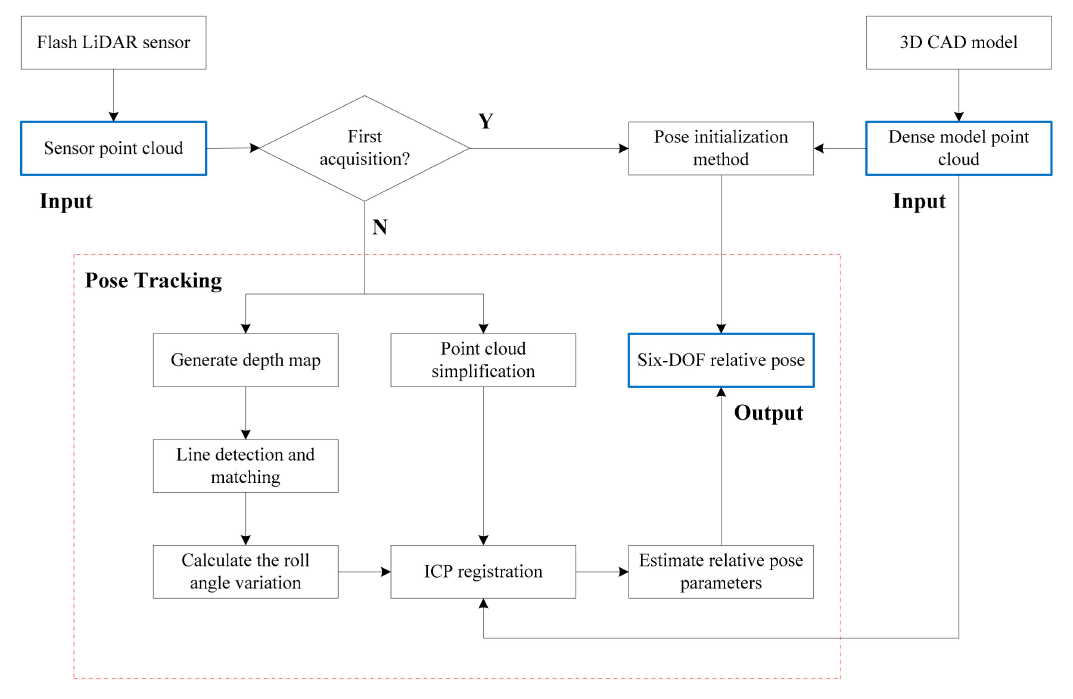 Flash LiDAR sensor
3D CAD model
Sensor point cloud
First
acquisition?
Y
Pose initialization
method
Dense model point
cloud
Input
Input
N
Pose Tracking
Generate depth map
Point cloud
simplification
Six-DOF relative pose
Output
Line detection and
matching
Calculate the roll
angle variation
ICP registration
Estimate relative pose
parameters